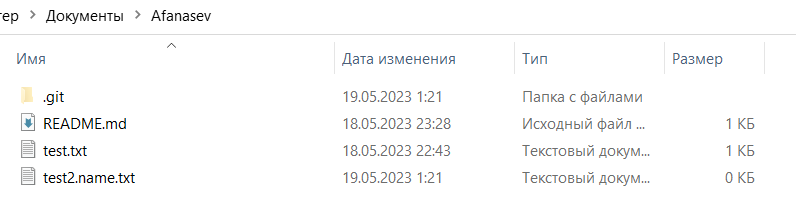 тер > Документы > Afanasev
Имя Дата изменения Тип Размер
.git 19.05.2023 1:21 Папка с файлами
README.md 18.05.2023 23:28 Исходный файл ... 1 КБ
test.txt 18.05.2023 22:43 Текстовый докум... 1 КБ
test2.name.txt 19.05.2023 1:21 Текстовый докум... 0 КБ